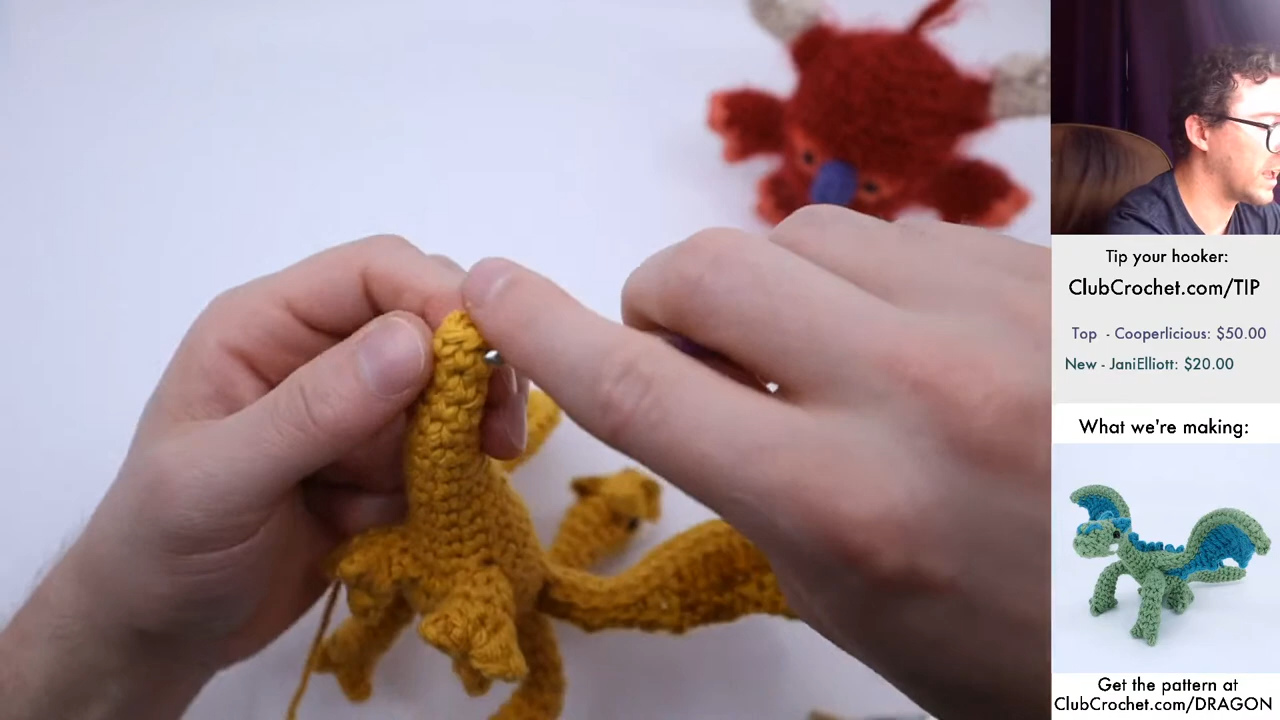 Tip your hooker:
ClubCrochet.com/TIP
Top - Cooperlicious: $50.00
New - JaniElliott: $20.00
What we're making:
Get the pattern at
ClubCrochet.com/DRAGON